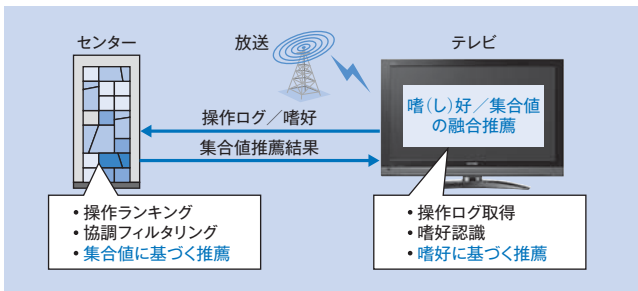 センター
放送
テレビ
嗜(し)好/集合値
の融合推薦
操作ログ/嗜好
集合値推薦結果
• 操作ランキング
• 協調フィルタリング
• 集合値に基づく推薦
• 操作ログ取得
• 嗜好認識
• 嗜好に基づく推薦